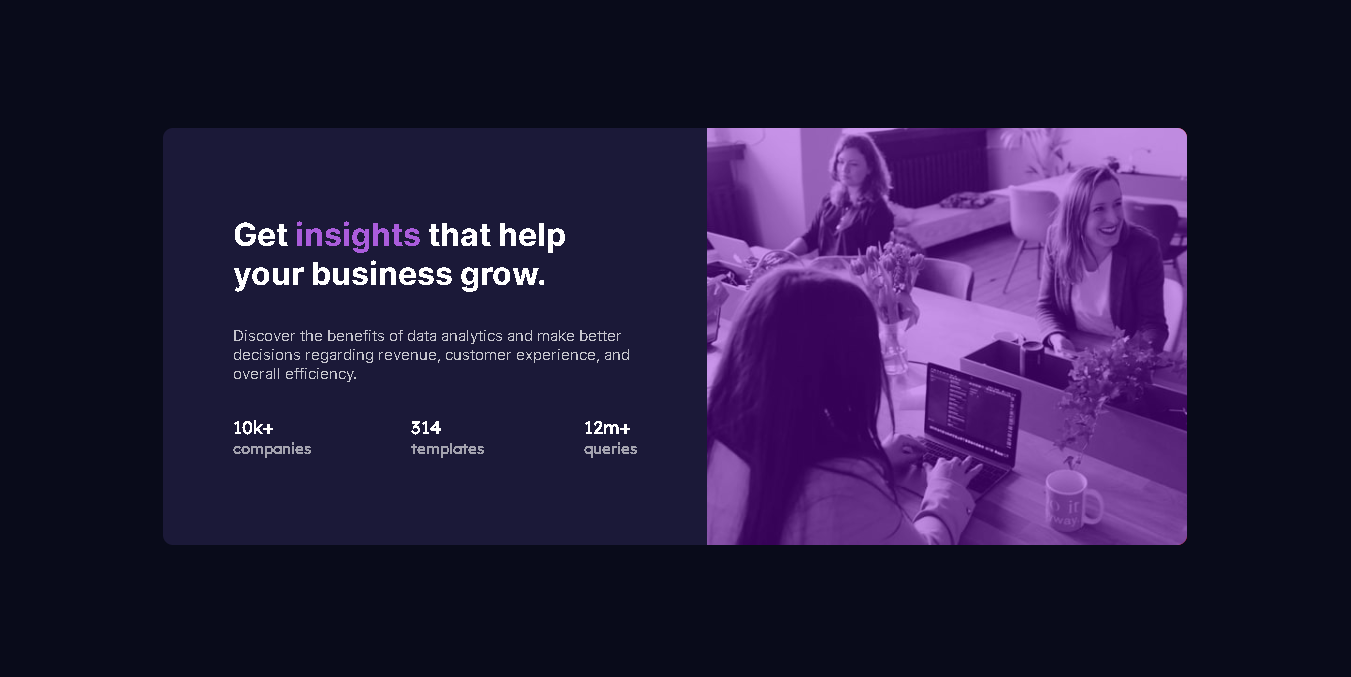 Get insights that help
your business grow.
Discover the benefits of data analytics and make better
decisions regarding revenue, customer experience, and
overall efficiency.
10k+ 314 12m+
companies templates queries